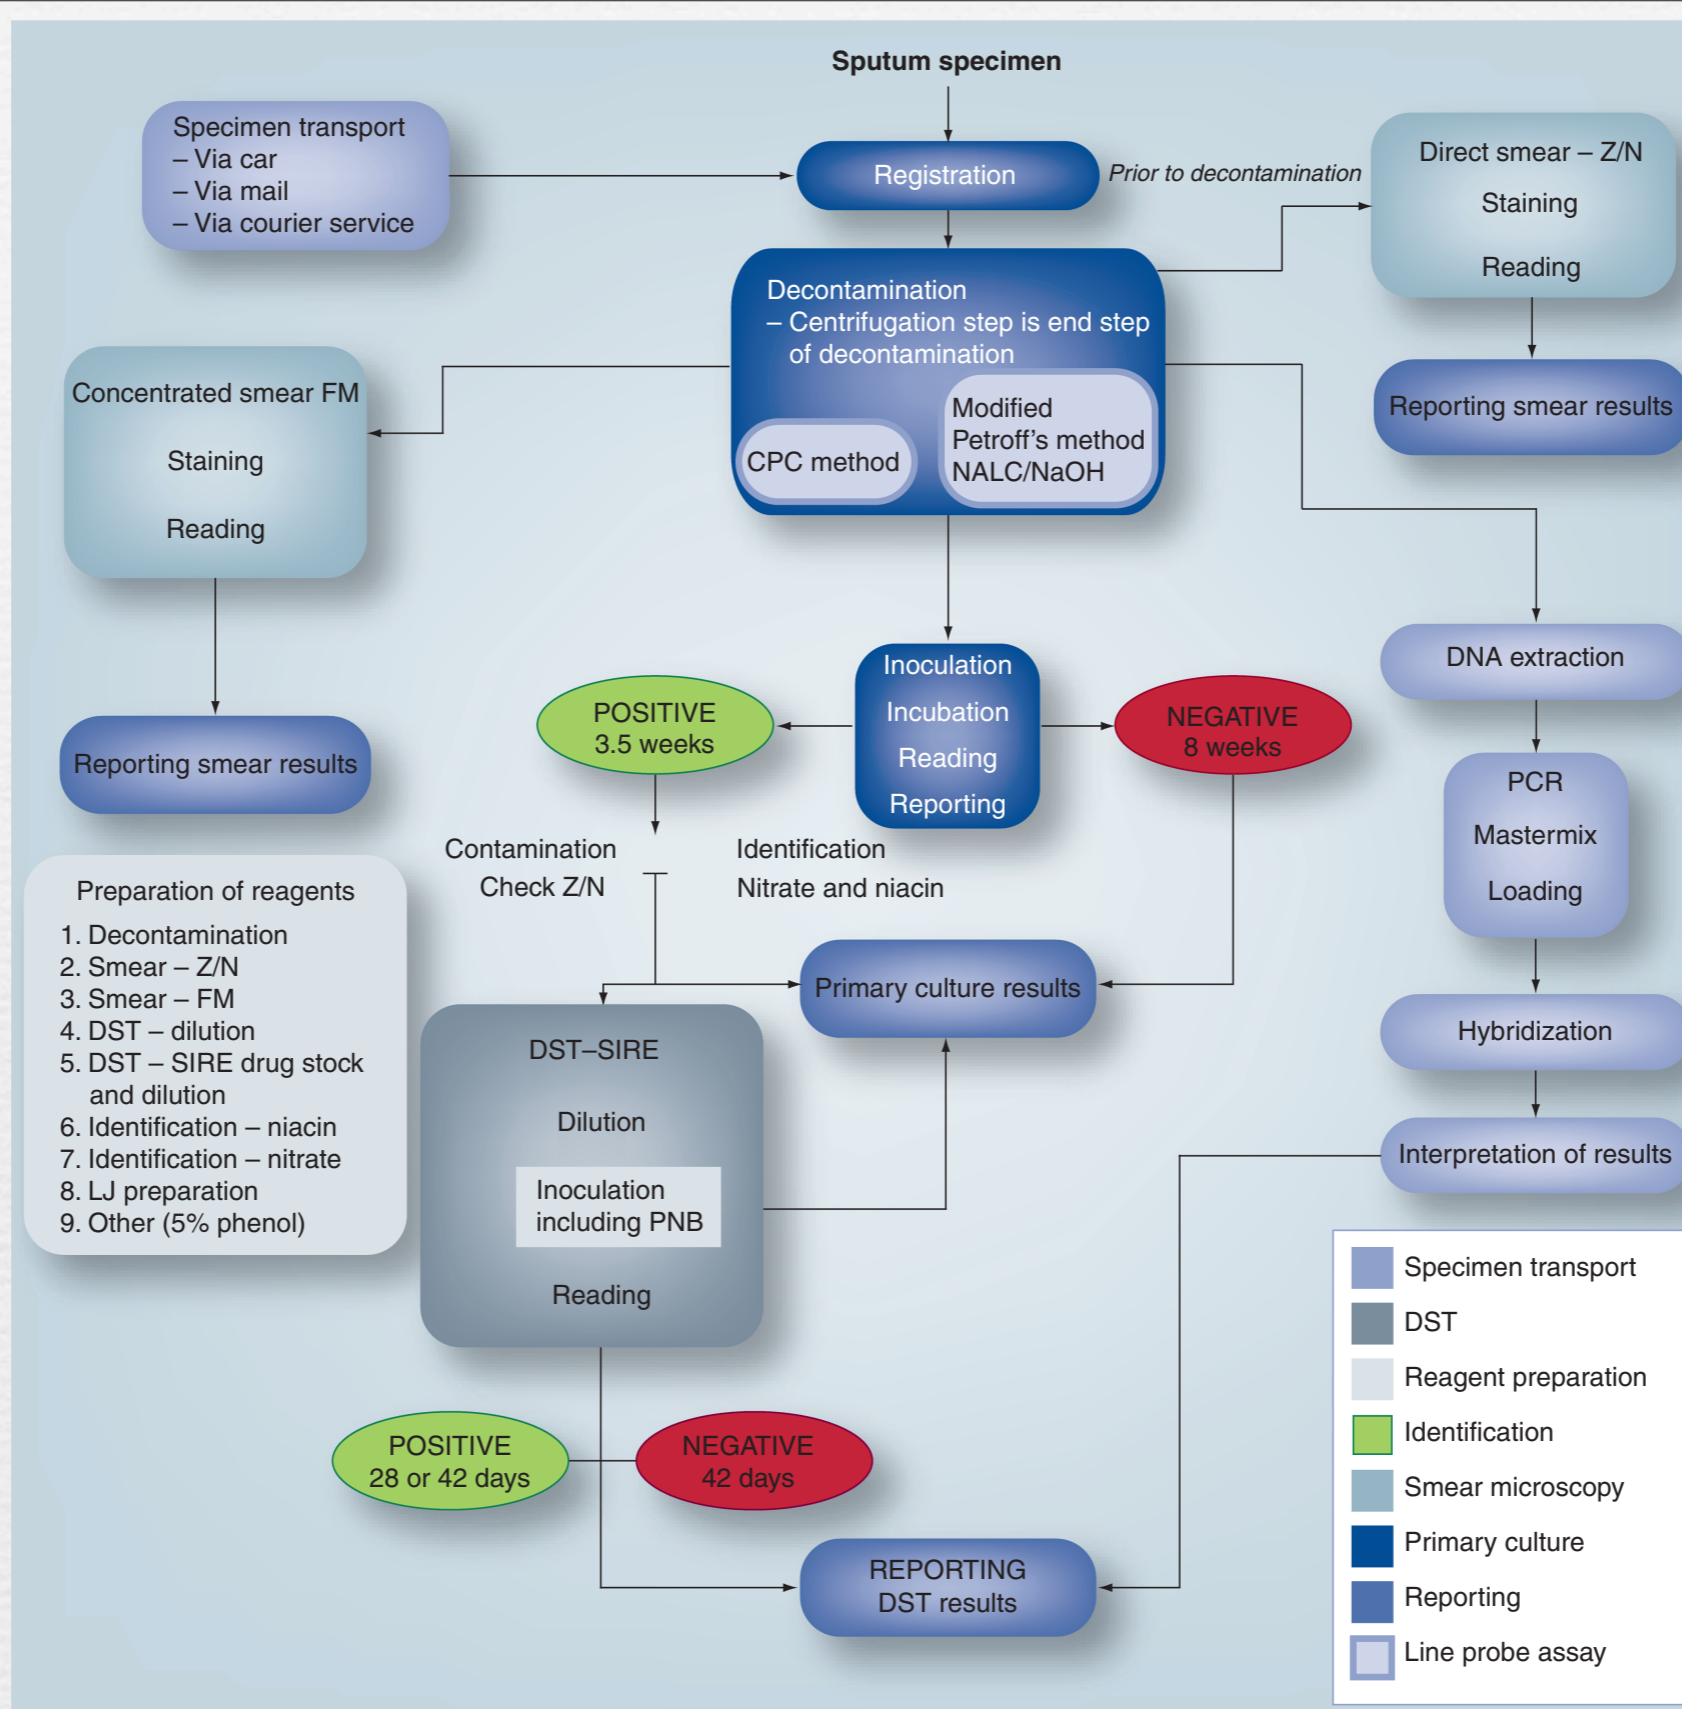 Sputum specimen
Specimen transport
– Via car
– Via mail
– Via courier service
Registration
Prior to decontamination
Direct smear – Z/N
Staining
Reading
Reporting smear results
Decontamination
– Centrifugation step is end step
of decontamination
CPC method
Modified
Petroff's method
NALC/NaOH
Concentrated smear FM
Staining
Reading
Reporting smear results
Inoculation
Incubation
Reading
Reporting
POSITIVE
3.5 weeks
NEGATIVE
8 weeks
Contamination
Check Z/N
Identification
Nitrate and niacin
Primary culture results
DNA extraction
PCR
Mastermix
Loading
Hybridization
Interpretation of results
Preparation of reagents
1. Decontamination
2. Smear – Z/N
3. Smear – FM
4. DST – dilution
5. DST – SIRE drug stock
and dilution
6. Identification – niacin
7. Identification – nitrate
8. LJ preparation
9. Other (5% phenol)
DST–SIRE
Dilution
Inoculation
including PNB
Reading
POSITIVE
28 or 42 days
NEGATIVE
42 days
REPORTING
DST results
Specimen transport
DST
Reagent preparation
Identification
Smear microscopy
Primary culture
Reporting
Line probe assay